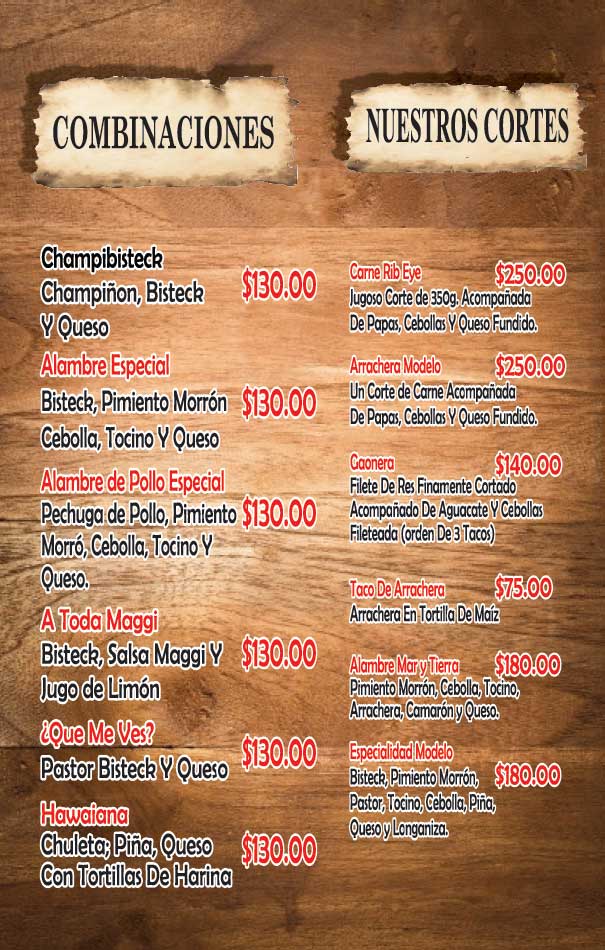 COMBINACIONES
Champibisteck
Champiñon, Bisteck
Y Queso
$130.00
Alambre Especial
Bisteck, Pimiento Morrón
Cebolla, Tocino Y Queso
$130.00
Alambre de Pollo Especial
Pechuga de Pollo, Pimiento
Morró, Cebolla, Tocino Y
Queso.
$130.00
A Toda Maggi
Bisteck, Salsa Maggi Y
Jugo de Limón
$130.00
¿Que Me Ves?
Pastor Bisteck Y Queso
$130.00
Hawaiana
Chuleta; Piña, Queso
Con Tortillas De Harina
$130.00
NUESTROS CORTES
Carne Rib Eye $250.00
Jugoso Corte de 350g. Acompañada
De Papas, Cebollas Y Queso Fundido.
Arrachera Modelo $250.00
Un Corte de Carne Acompañada
De Papas, Cebollas Y Queso Fundido.
Gaonera $140.00
Filete De Res Finamente Cortado
Acompañado De Aguacate Y Cebollas
Fileteada (orden De 3 Tacos)
Taco De Arrachera $75.00
Arrachera En Tortilla De Maíz
Alambre Mar y Tierra $180.00
Pimiento Morrón, Cebolla, Tocino,
Arrachera, Camarón y Queso.
Especialidad Modelo
Bisteck, Pimiento Morrón, $180.00
Pastor, Tocino, Cebolla, Piña,
Queso y Longaniza.